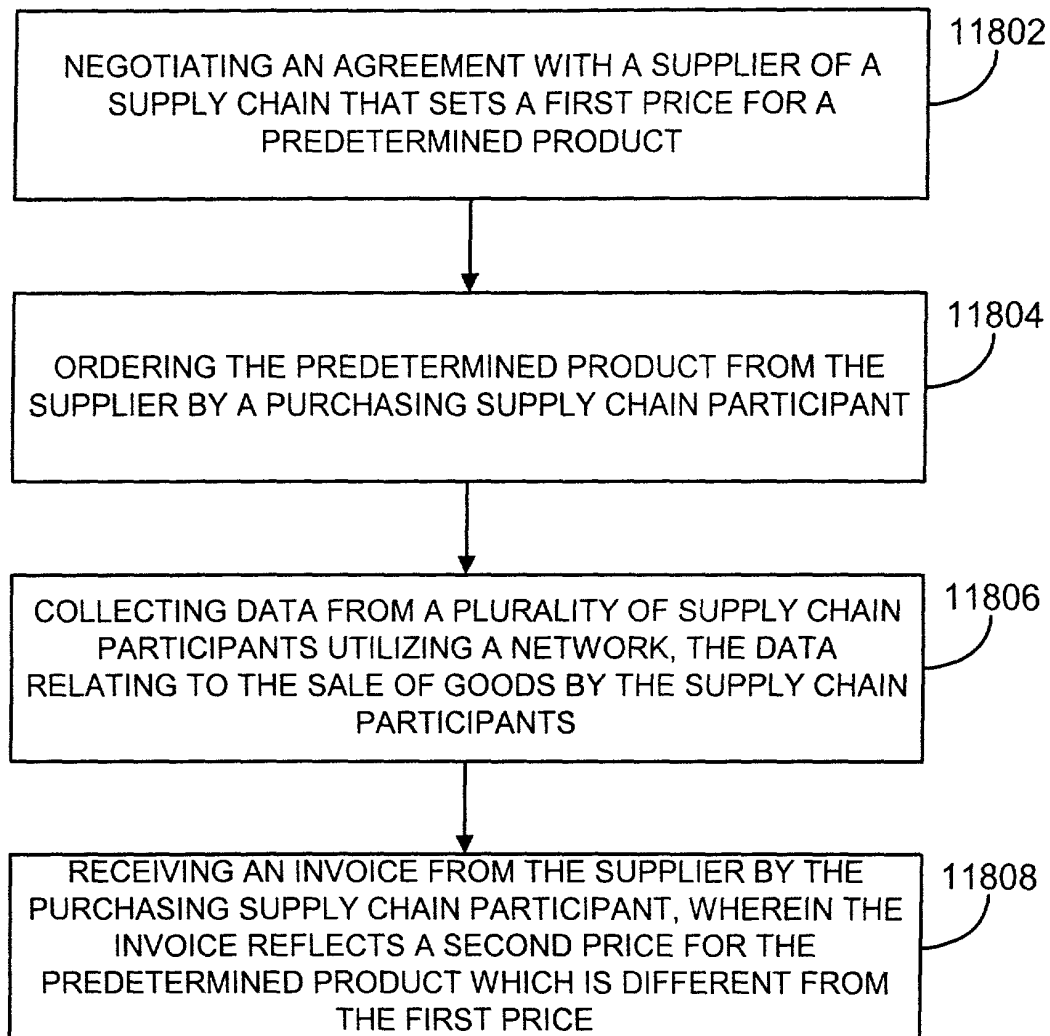 11802
NEGOTIATING AN AGREEMENT WITH A SUPPLIER OF A
SUPPLY CHAIN THAT SETS A FIRST PRICE FOR A
PREDETERMINED PRODUCT
11804
ORDERING THE PREDETERMINED PRODUCT FROM THE
SUPPLIER BY A PURCHASING SUPPLY CHAIN PARTICIPANT
11806
COLLECTING DATA FROM A PLURALITY OF SUPPLY CHAIN
PARTICIPANTS UTILIZING A NETWORK, THE DATA
RELATING TO THE SALE OF GOODS BY THE SUPPLY CHAIN
PARTICIPANTS
11808
RECEIVING AN INVOICE FROM THE SUPPLIER BY THE
PURCHASING SUPPLY CHAIN PARTICIPANT, WHEREIN THE
INVOICE REFLECTS A SECOND PRICE FOR THE
PREDETERMINED PRODUCT WHICH IS DIFFERENT FROM
THE FIRST PRICE